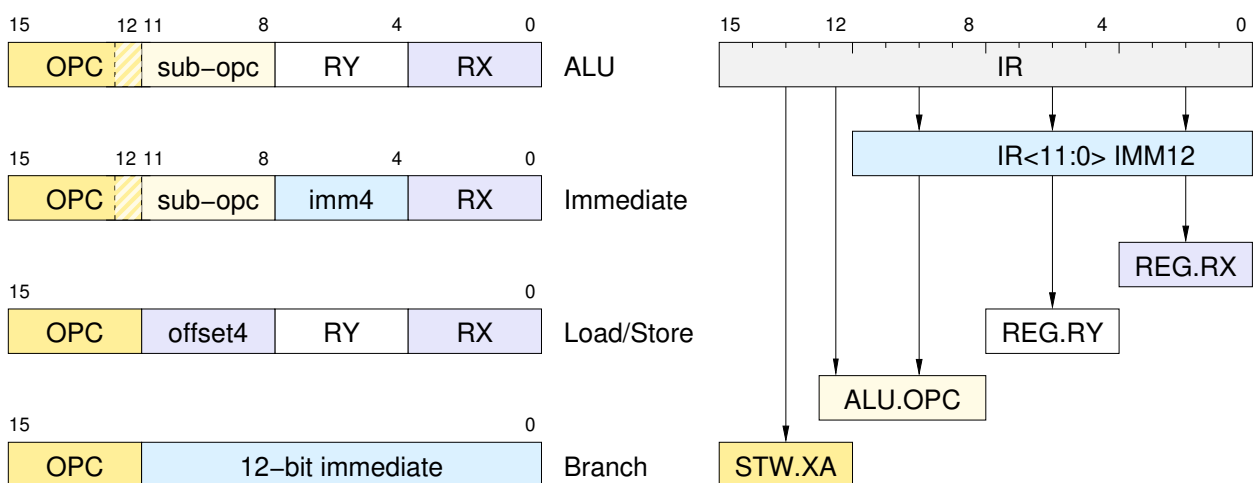 15 12 11 8 4 0
OPC sub−opc RY RX ALU
15 12 11 8 4 0
OPC sub−opc imm4 RX Immediate
15 0
OPC offset4 RY RX Load/Store
15 0
OPC 12−bit immediate Branch
15 12 8 4 0
IR
IR<11:0> IMM12
REG.RX
REG.RY
ALU.OPC
STW.XA